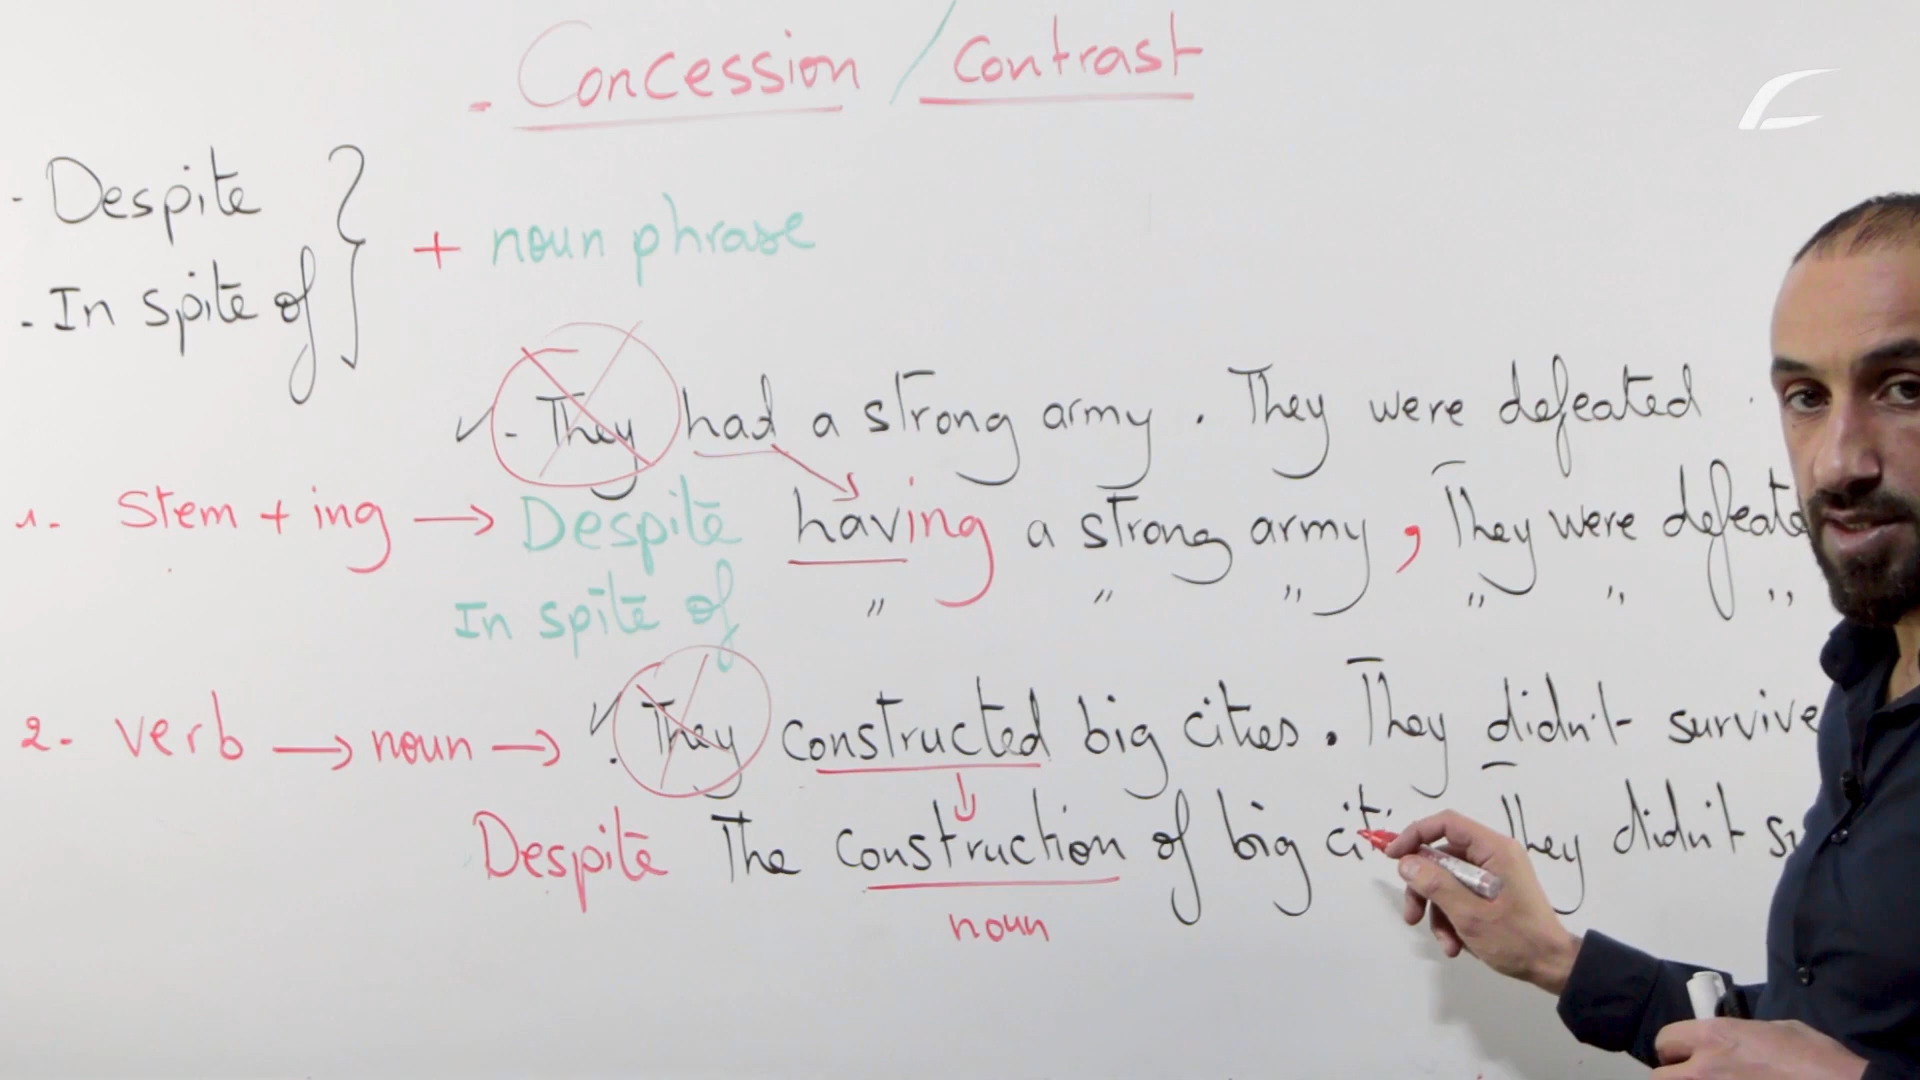 - Concession / Contrast
- Despite
- In spite of
+ noun phrase
- They had a strong army. They were defeated.
1- Stem + ing → Despite having a strong army, They were
In spite of " " " " " "
2- verb → noun → . They constructed big cities. They didn't survive
Despite The construction of big They didn't
noun